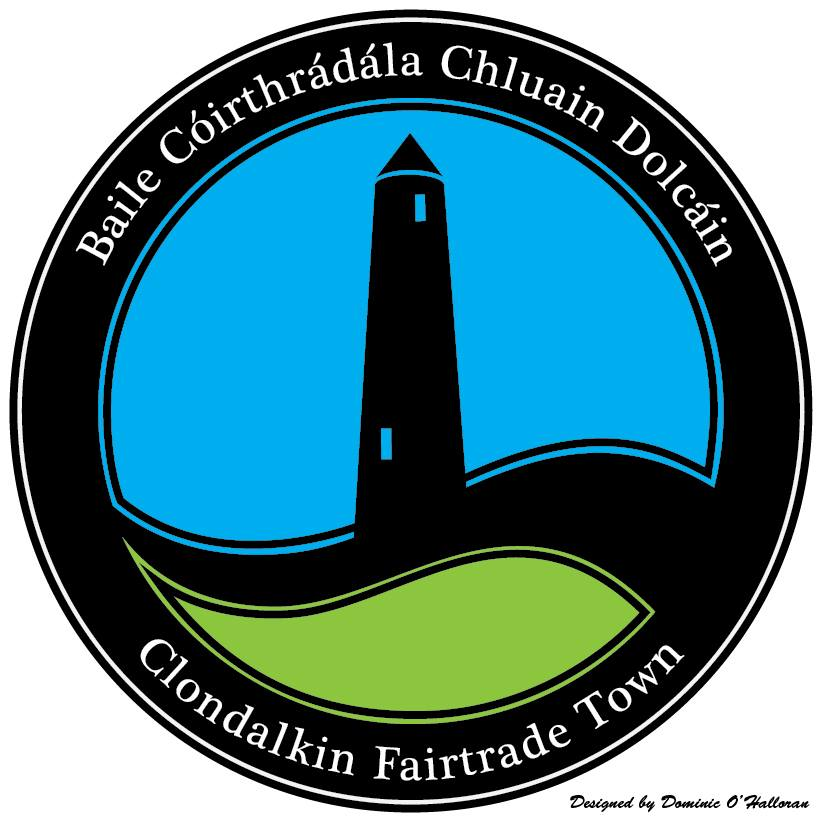 Baile Cóirthrádála Chluain Dolcáin
Clondalkin Fairtrade Town
Designed by Dominic O'Halloran